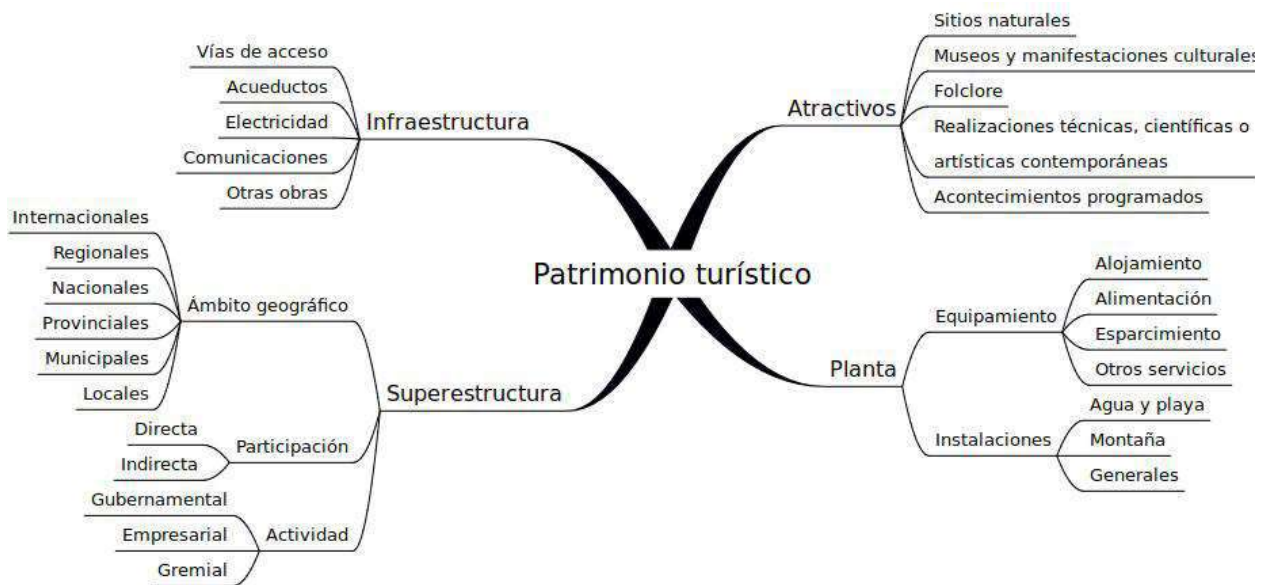 Patrimonio turístico
Infraestructura
Vías de acceso
Acueductos
Electricidad
Comunicaciones
Otras obras
Superestructura
Ámbito geográfico
Internacionales
Regionales
Nacionales
Provinciales
Municipales
Locales
Participación
Directa
Indirecta
Actividad
Gubernamental
Empresarial
Gremial
Atractivos
Sitios naturales
Museos y manifestaciones culturales
Folclore
Realizaciones técnicas, científicas o
artísticas contemporáneas
Acontecimientos programados
Planta
Equipamiento
Alojamiento
Alimentación
Esparcimiento
Otros servicios
Instalaciones
Agua y playa
Montaña
Generales